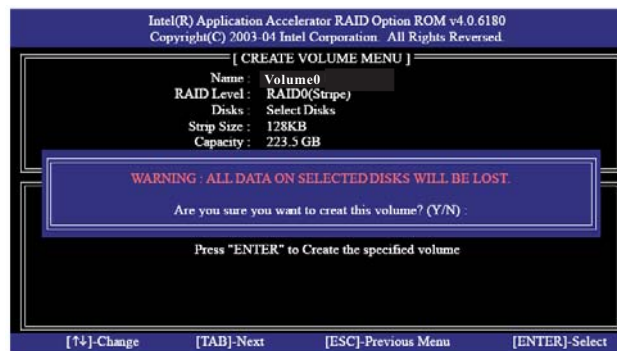 Intel(R) Application Accelerator RAID Option ROM v4.0.6180
Copyright(C) 2003-04 Intel Corporation. All Rights Reversed.
[ CREATE VOLUME MENU ]
Name : Volume0
RAID Level : RAID0(Stripe)
Disks : Select Disks
Strip Size : 128KB
Capacity : 223.5 GB
WARNING : ALL DATA ON SELECTED DISKS WILL BE LOST.
Are you sure you want to creat this volume? (Y/N) :
Press "ENTER" to Create the specified volume
[↑↓]-Change [TAB]-Next [ESC]-Previous Menu [ENTER]-Select